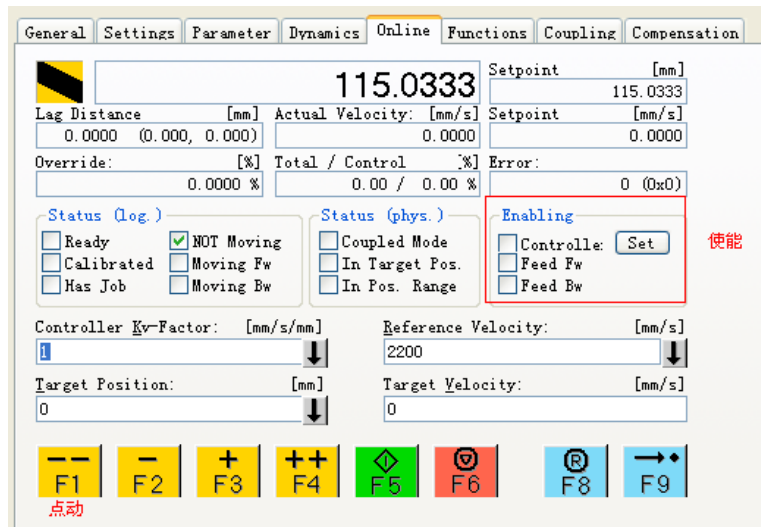 General Settings Parameter Dynamics Online Functions Coupling Compensation
115.0333
Setpoint [mm]
115.0333
Lag Distance [mm] Actual Velocity: [mm/s] Setpoint [mm/s]
0.0000 (0.000, 0.000) 0.0000 0.0000
Override: [%] Total / Control [%] Error:
0.0000 % 0.00 / 0.00 % 0 (0x0)
Status (log.) Status (phys.) Enabling
Ready NOT Moving Coupled Mode Controlle: Set 使能
Calibrated Moving Fw In Target Pos. Feed Fw
Has Job Moving Bw In Pos. Range Feed Bw
Controller Kv-Factor: [mm/s/mm] Reference Velocity: [mm/s]
1 2200
Target Position: [mm] Target Velocity: [mm/s]
0 0
-- - + ++ R
F1 F2 F3 F4 F5 F6 F8 F9
点动